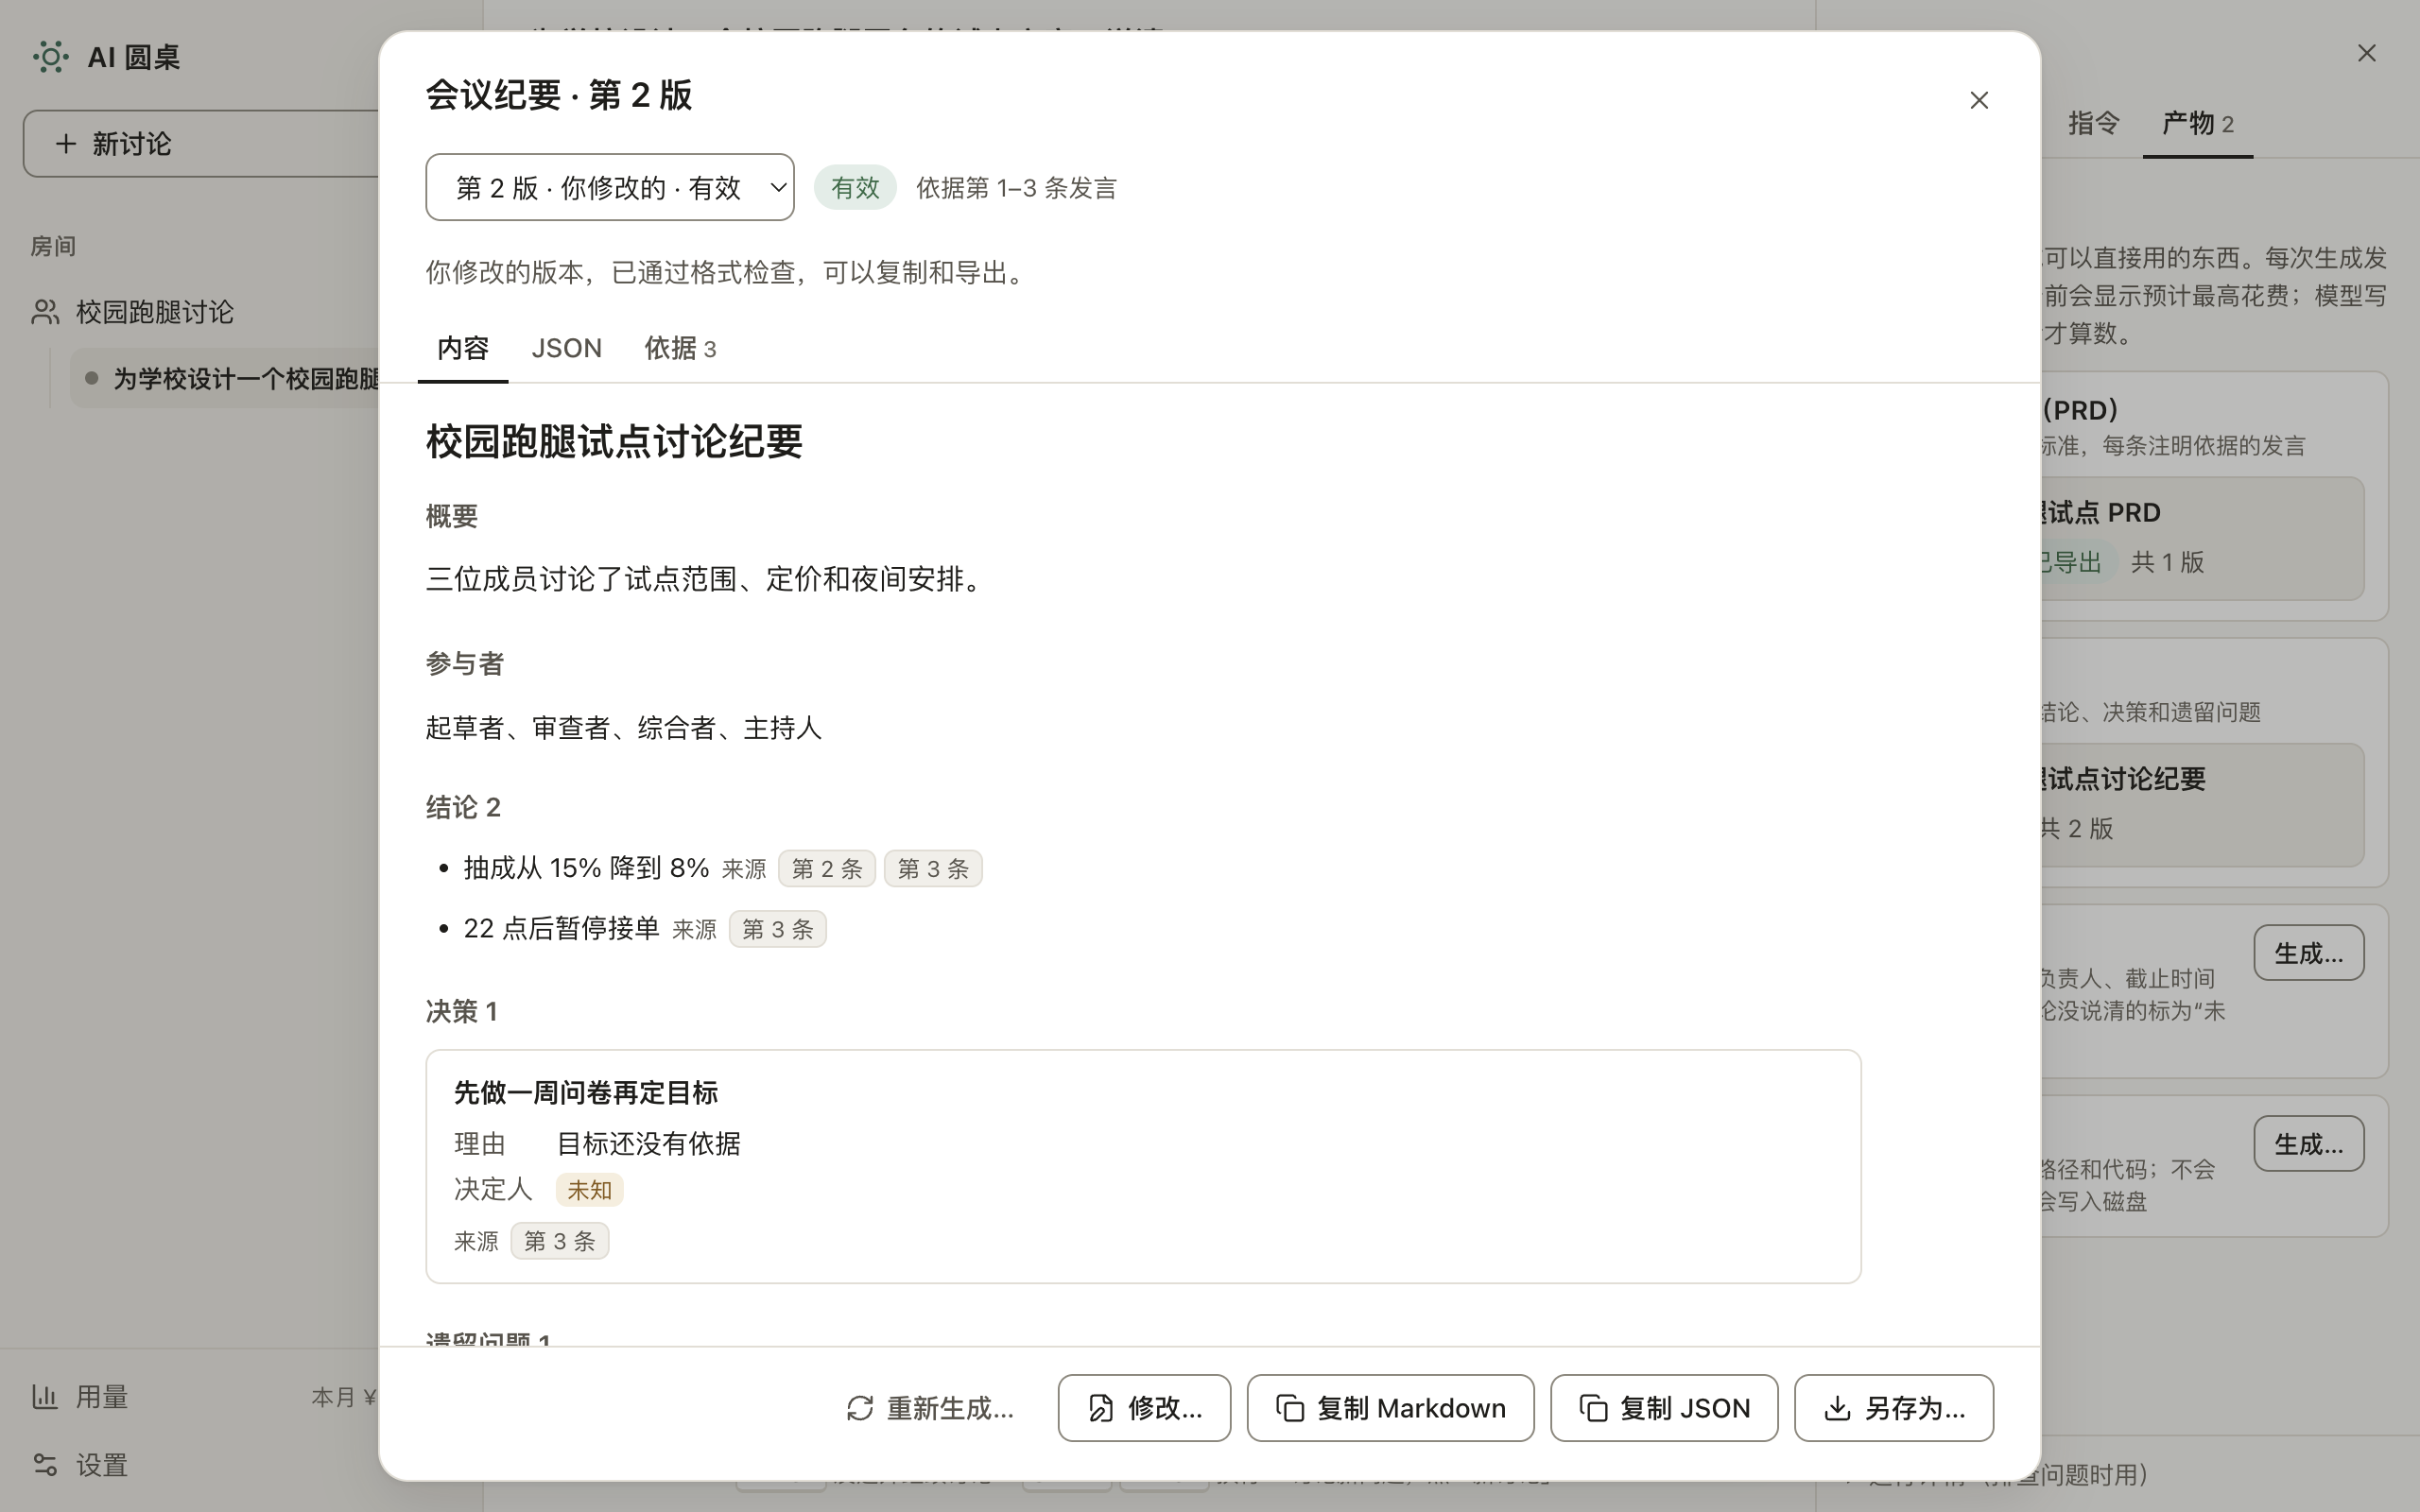 AI 圆桌
新讨论
房间
校园跑腿讨论
为学校设计一个校园跑腿
用量
本月 ¥
设置
会议纪要 · 第 2 版
第 2 版 · 你修改的 · 有效
有效
依据第 1–3 条发言
你修改的版本，已通过格式检查，可以复制和导出。
内容
JSON
依据 3
校园跑腿试点讨论纪要
概要
三位成员讨论了试点范围、定价和夜间安排。
参与者
起草者、审查者、综合者、主持人
结论 2
抽成从 15% 降到 8% 来源 第 2 条 第 3 条
22 点后暂停接单 来源 第 3 条
决策 1
先做一周问卷再定目标
理由 目标还没有依据
决定人 未知
来源 第 3 条
遗留问题 1
重新生成...
修改...
复制 Markdown
复制 JSON
另存为...
指令
产物 2
可以直接用的东西。每次生成发
前会显示预计最高花费；模型写
才算数。
（PRD）
标准，每条注明依据的发言
试点 PRD
已导出
共 1 版
结论、决策和遗留问题
试点讨论纪要
共 2 版
生成...
负责人、截止时间
论没说清的标为“未
生成...
路径和代码；不会
会写入磁盘
问题时用）